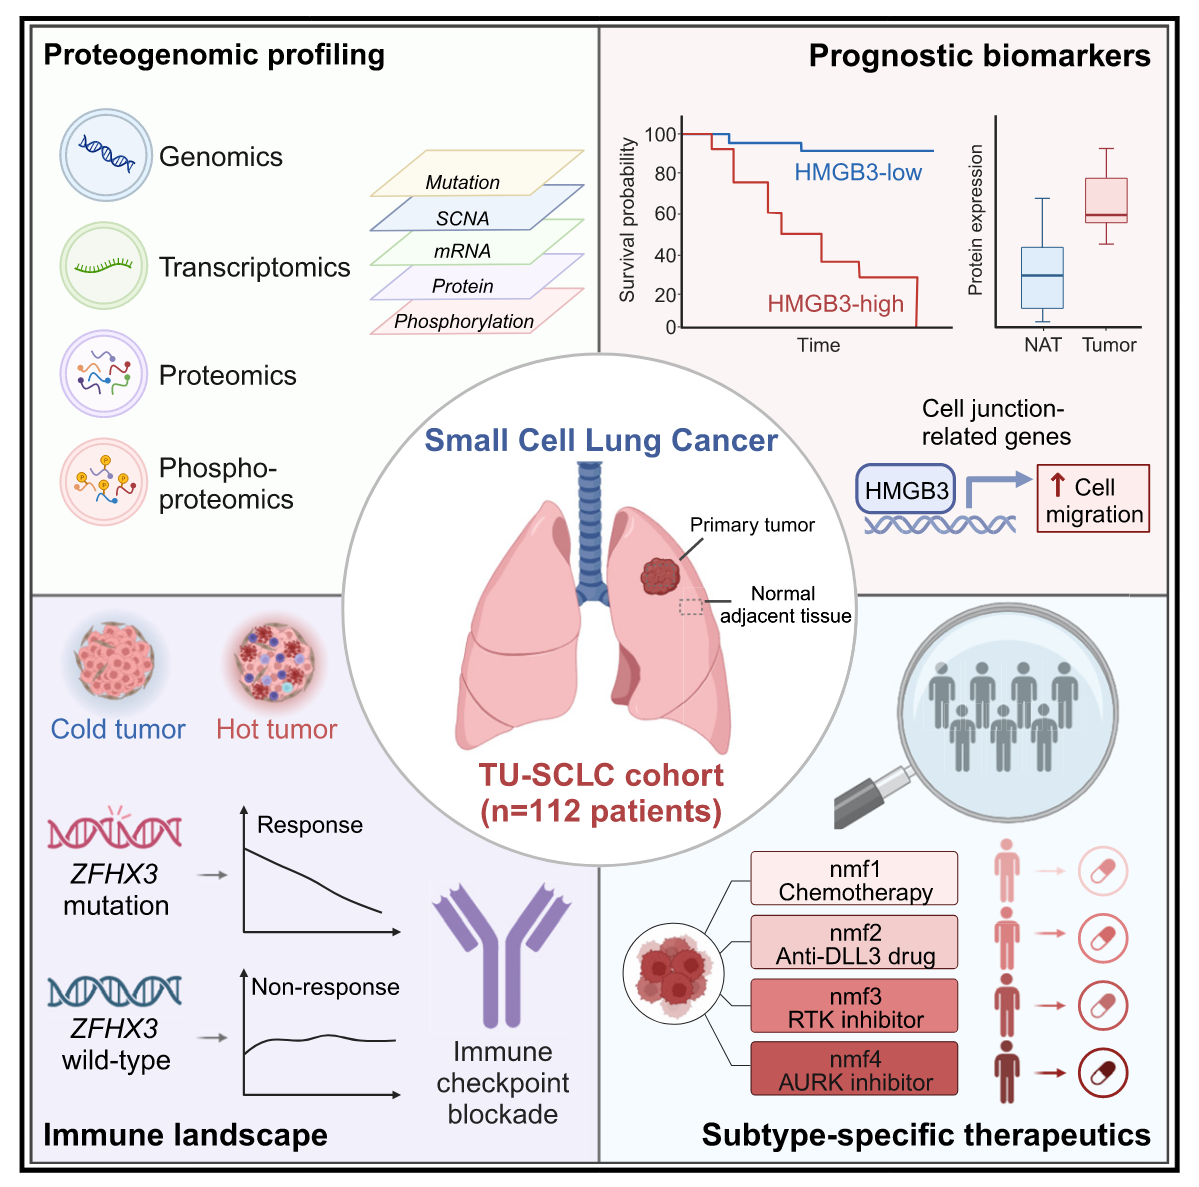 Proteogenomic profiling
Genomics
Transcriptomics
Proteomics
Phospho-
proteomics
P
P
P
P
Mutation
SCNA
mRNA
Protein
Phosphorylation
Prognostic biomarkers
Survival probability
100
80
60
40
20
0
HMGB3-low
HMGB3-high
Time
Protein expression
NAT
Tumor
Cell junction-
related genes
HMGB3
↑ Cell
migration
Small Cell Lung Cancer
Primary tumor
Normal
adjacent tissue
TU-SCLC cohort
(n=112 patients)
Cold tumor
Hot tumor
ZFHX3
mutation
Response
ZFHX3
wild-type
Non-response
Immune
checkpoint
blockade
Immune landscape
nmf1
Chemotherapy
nmf2
Anti-DLL3 drug
nmf3
RTK inhibitor
nmf4
AURK inhibitor
Subtype-specific therapeutics